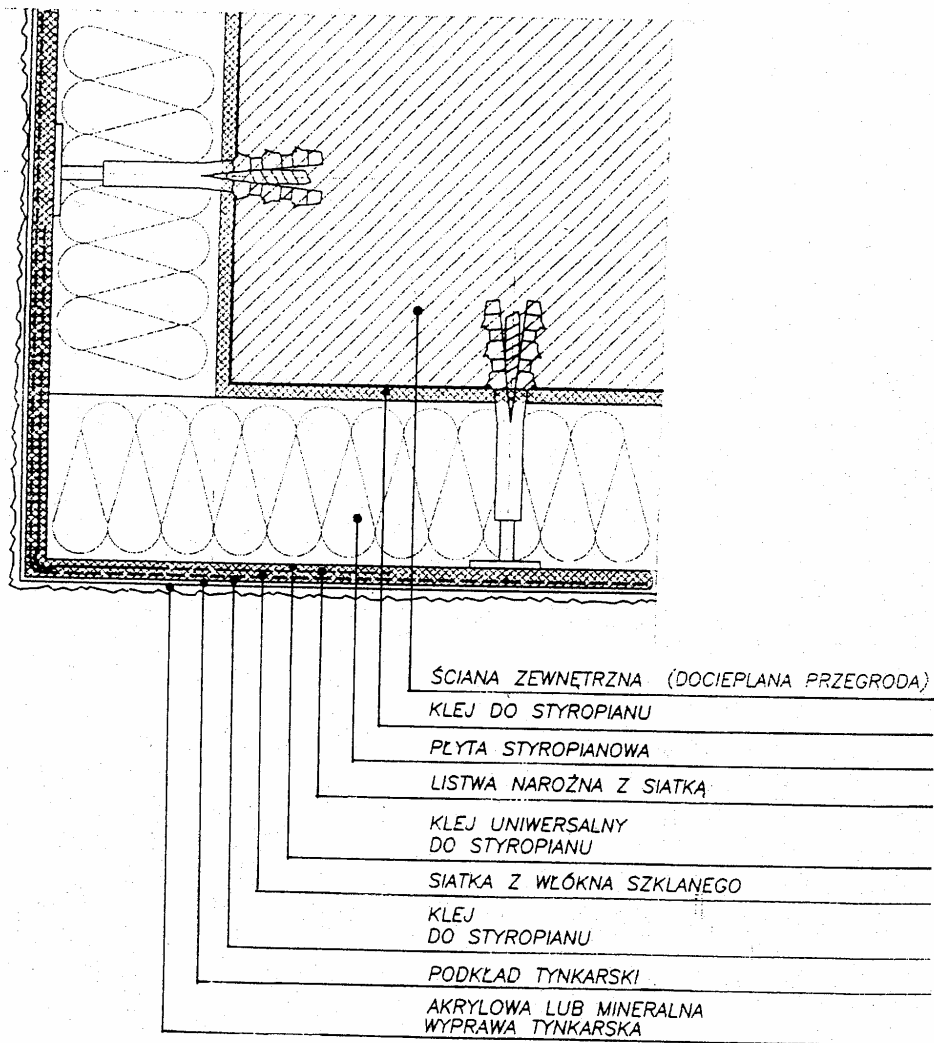 ŚCIANA ZEWNĘTRZNA (DOCIEPLANA PRZEGRODA)
KLEJ DO STYROPIANU
PŁYTA STYROPIANOWA
LISTWA NAROŻNA Z SIATKĄ
KLEJ UNIWERSALNY
DO STYROPIANU
SIATKA Z WŁÓKNA SZKLANEGO
KLEJ
DO STYROPIANU
PODKŁAD TYNKARSKI
AKRYLOWA LUB MINERALNA
WYPRAWA TYNKARSKA